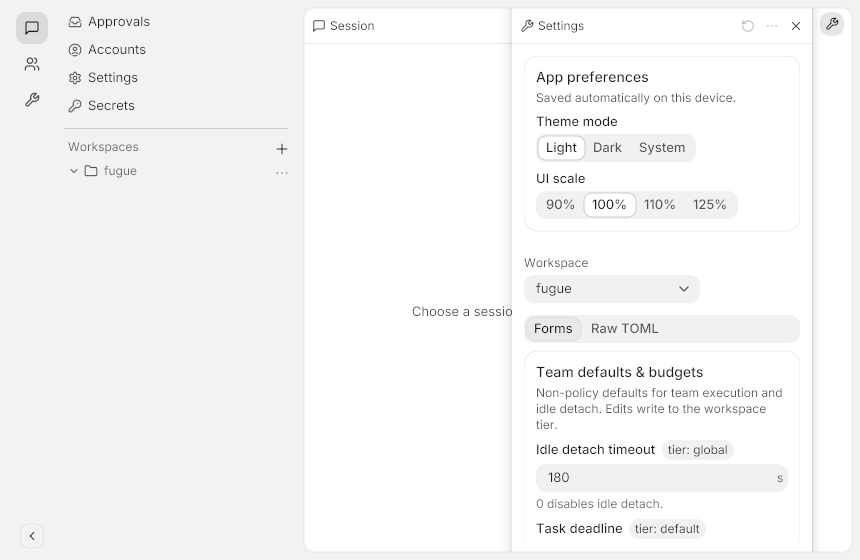 Approvals
Accounts
Settings
Secrets
Workspaces
fugue
Session
Choose a sessio
Settings
App preferences
Saved automatically on this device.
Theme mode
Light Dark System
UI scale
90% 100% 110% 125%
Workspace
fugue
Forms Raw TOML
Team defaults & budgets
Non-policy defaults for team execution and
idle detach. Edits write to the workspace
tier.
Idle detach timeout tier: global
180 s
0 disables idle detach.
Task deadline tier: default